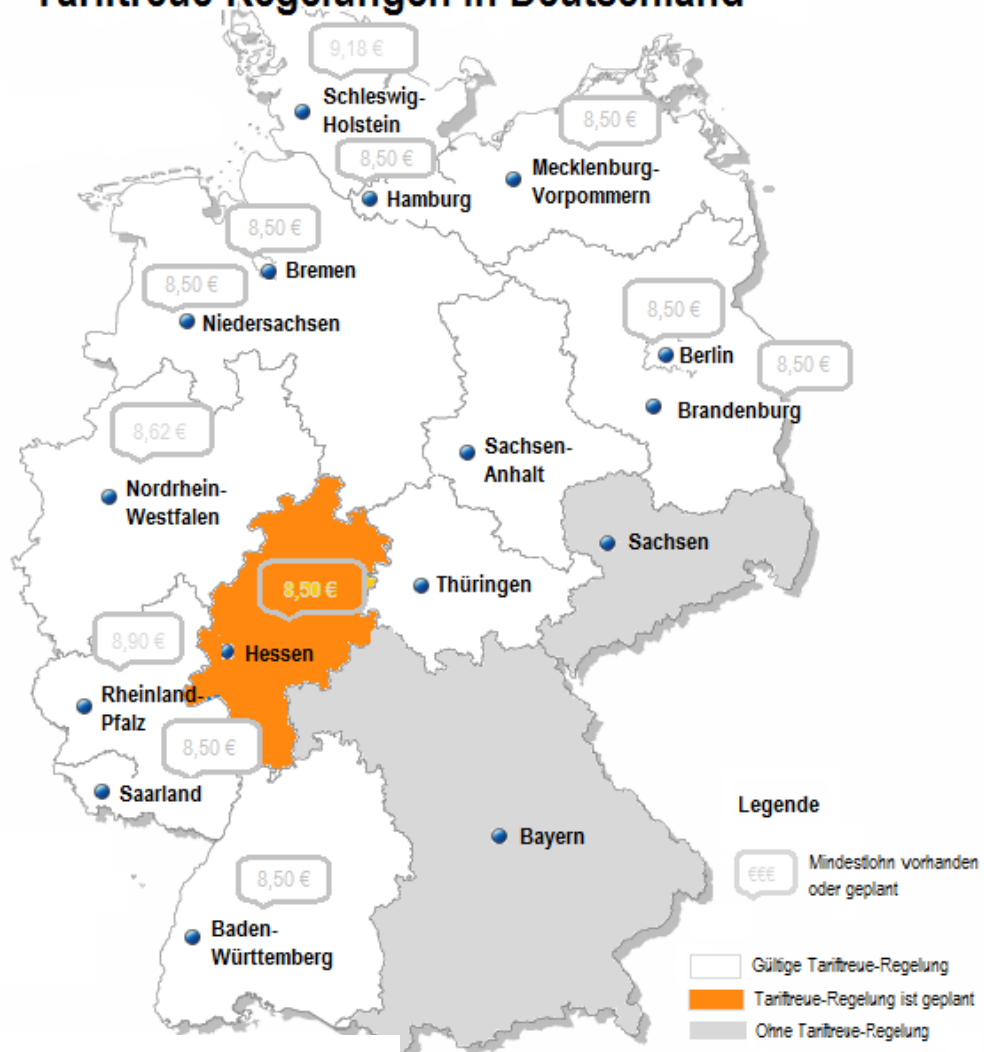 Tariftreue-Regelungen in Deutschland
9,18 €
Schleswig-
Holstein
8,50 €
Mecklenburg-
Vorpommern
8,50 €
Hamburg
8,50 €
Bremen
8,50 €
Niedersachsen
8,50 €
Berlin
8,50 €
Brandenburg
8,62 €
Nordrhein-
Westfalen
Sachsen-
Anhalt
Sachsen
8,50 €
Thüringen
8,90 €
Hessen
Rheinland-
Pfalz
8,50 €
Saarland
Bayern
8,50 €
Baden-
Württemberg
Legende
€€€
Mindestlohn vorhanden
oder geplant
Gültige Tariftreue-Regelung
Tariftreue-Regelung ist geplant
Ohne Tariftreue-Regelung